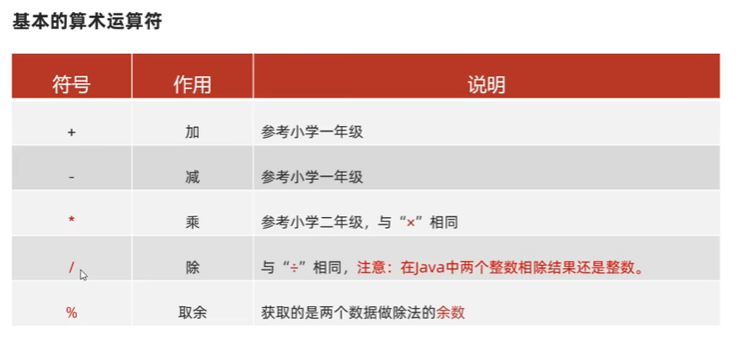 基本的算术运算符
符号 作用 说明
+ 加 参考小学一年级
- 减 参考小学一年级
* 乘 参考小学二年级，与“×”相同
/ 除 与“÷”相同，注意：在Java中两个整数相除结果还是整数。
% 取余 获取的是两个数据做除法的余数